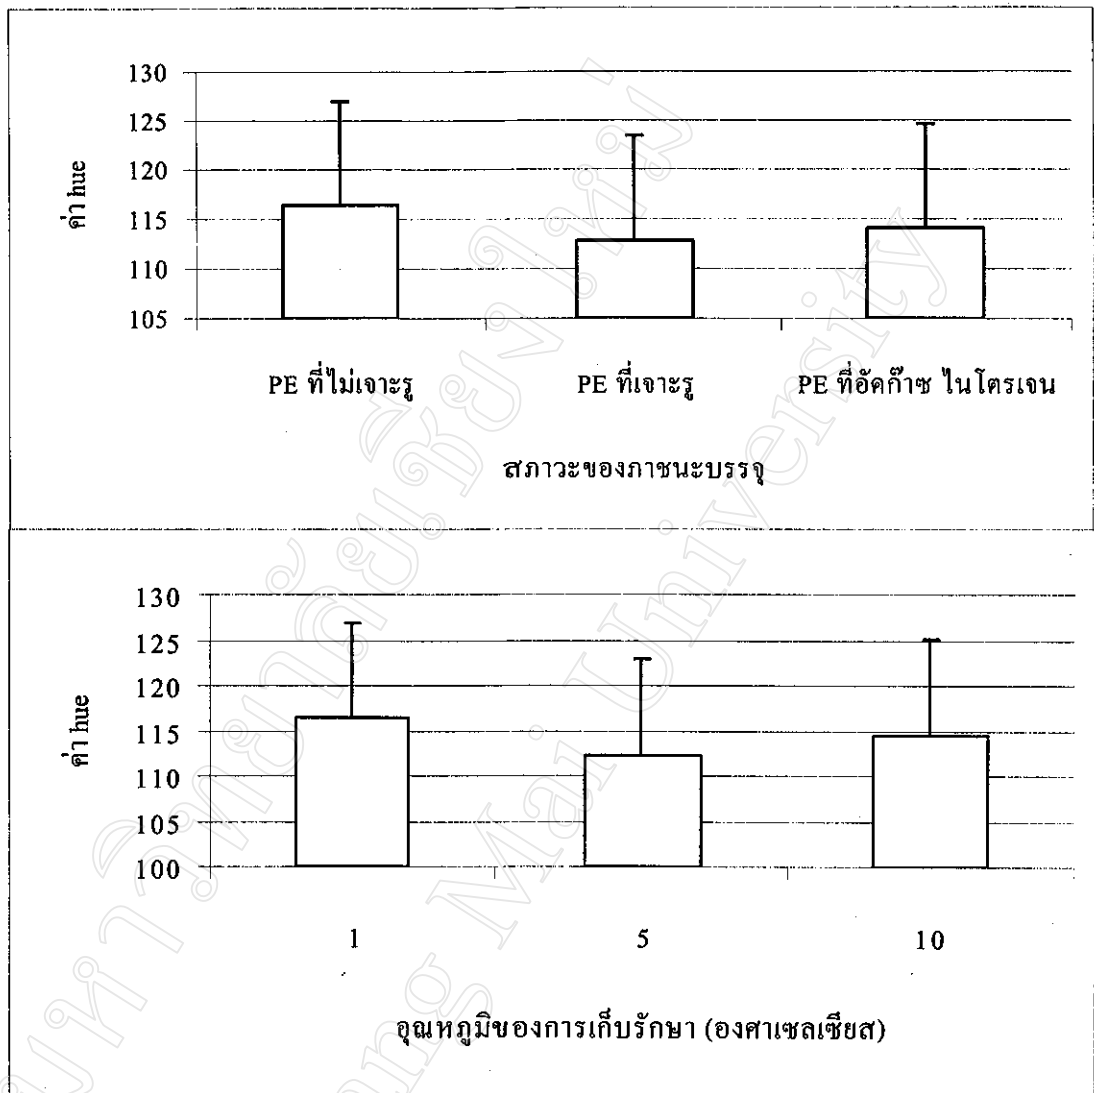 130
125
120
115
110
105
ค่า hue
PE ที่ไม่เจาะรู PE ที่เจาะรู PE ที่อัคก๊าซ ไนโตรเจน
สภาวะของภาชนะบรรจุ
130
125
120
115
110
105
100
ค่า hue
1 5 10
อุณหภูมิของการเก็บรักษา (องศาเซลเซียส)
Mai University